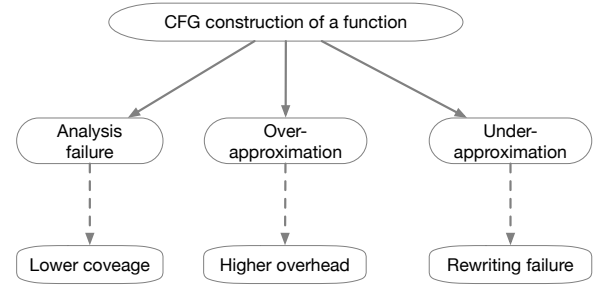 CFG construction of a function
Analysis
failure
Over-
approximation
Under-
approximation
Lower coveage
Higher overhead
Rewriting failure